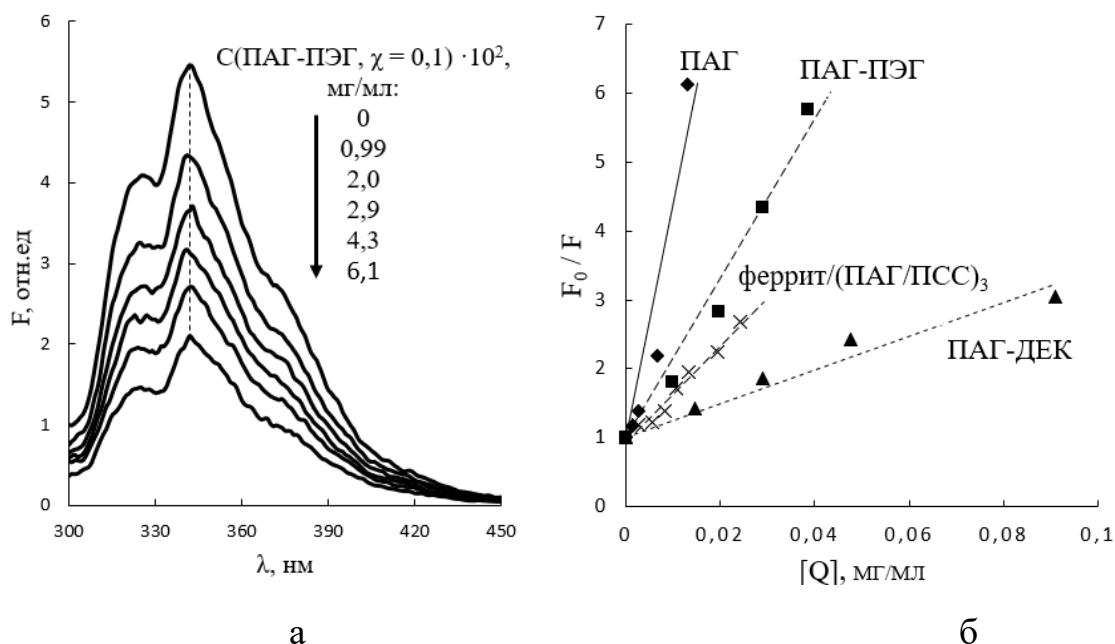 6
5
4
3
2
1
0
F, отн.ед
300
330
360
390
420
450
λ, нм
C(ПАГ-ПЭГ, χ = 0,1) ·10²,
мг/мл:
0
0,99
2,0
2,9
4,3
6,1
а
7
6
5
4
3
2
1
0
F₀ / F
0
0,02
0,04
0,06
0,08
0,1
[Q], мг/мл
ПАГ
ПАГ-ПЭГ
феррит/(ПАГ/ПСС)₃
ПАГ-ДЕК
б